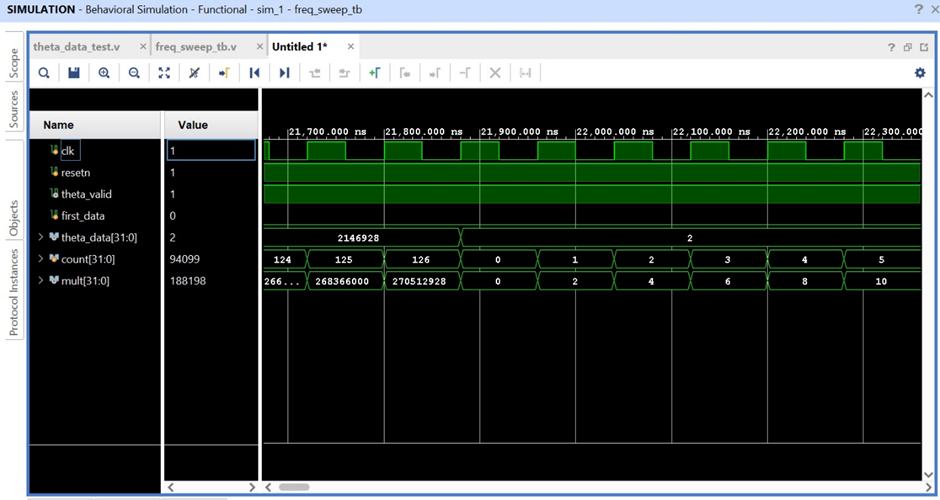 SIMULATION - Behavioral Simulation - Functional - sim_1 - freq_sweep_tb ? ×
Scope
Sources
Objects
Protocol Instances
theta_data_test.v × freq_sweep_tb.v × Untitled 1* ×
Name Value
21,700.000 ns 21,800.000 ns 21,900.000 ns 22,000.000 ns 22,100.000 ns 22,200.000 ns 22,300.000
clk 1
resetn 1
theta_valid 1
first_data 0
theta_data[31:0] 2 2146928 2
count[31:0] 94099 124 125 126 0 1 2 3 4 5
mult[31:0] 188198 266... 268366000 270512928 0 2 4 6 8 10